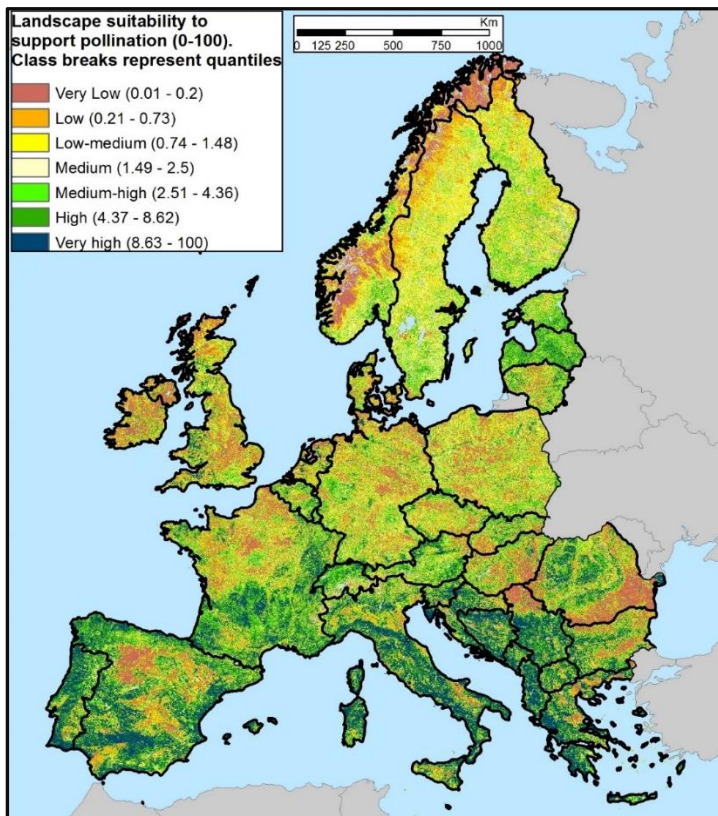 Landscape suitability to
support pollination (0-100).
Class breaks represent quantiles
Very Low (0.01 - 0.2)
Low (0.21 - 0.73)
Low-medium (0.74 - 1.48)
Medium (1.49 - 2.5)
Medium-high (2.51 - 4.36)
High (4.37 - 8.62)
Very high (8.63 - 100)
Km
0 125 250 500 750 1000